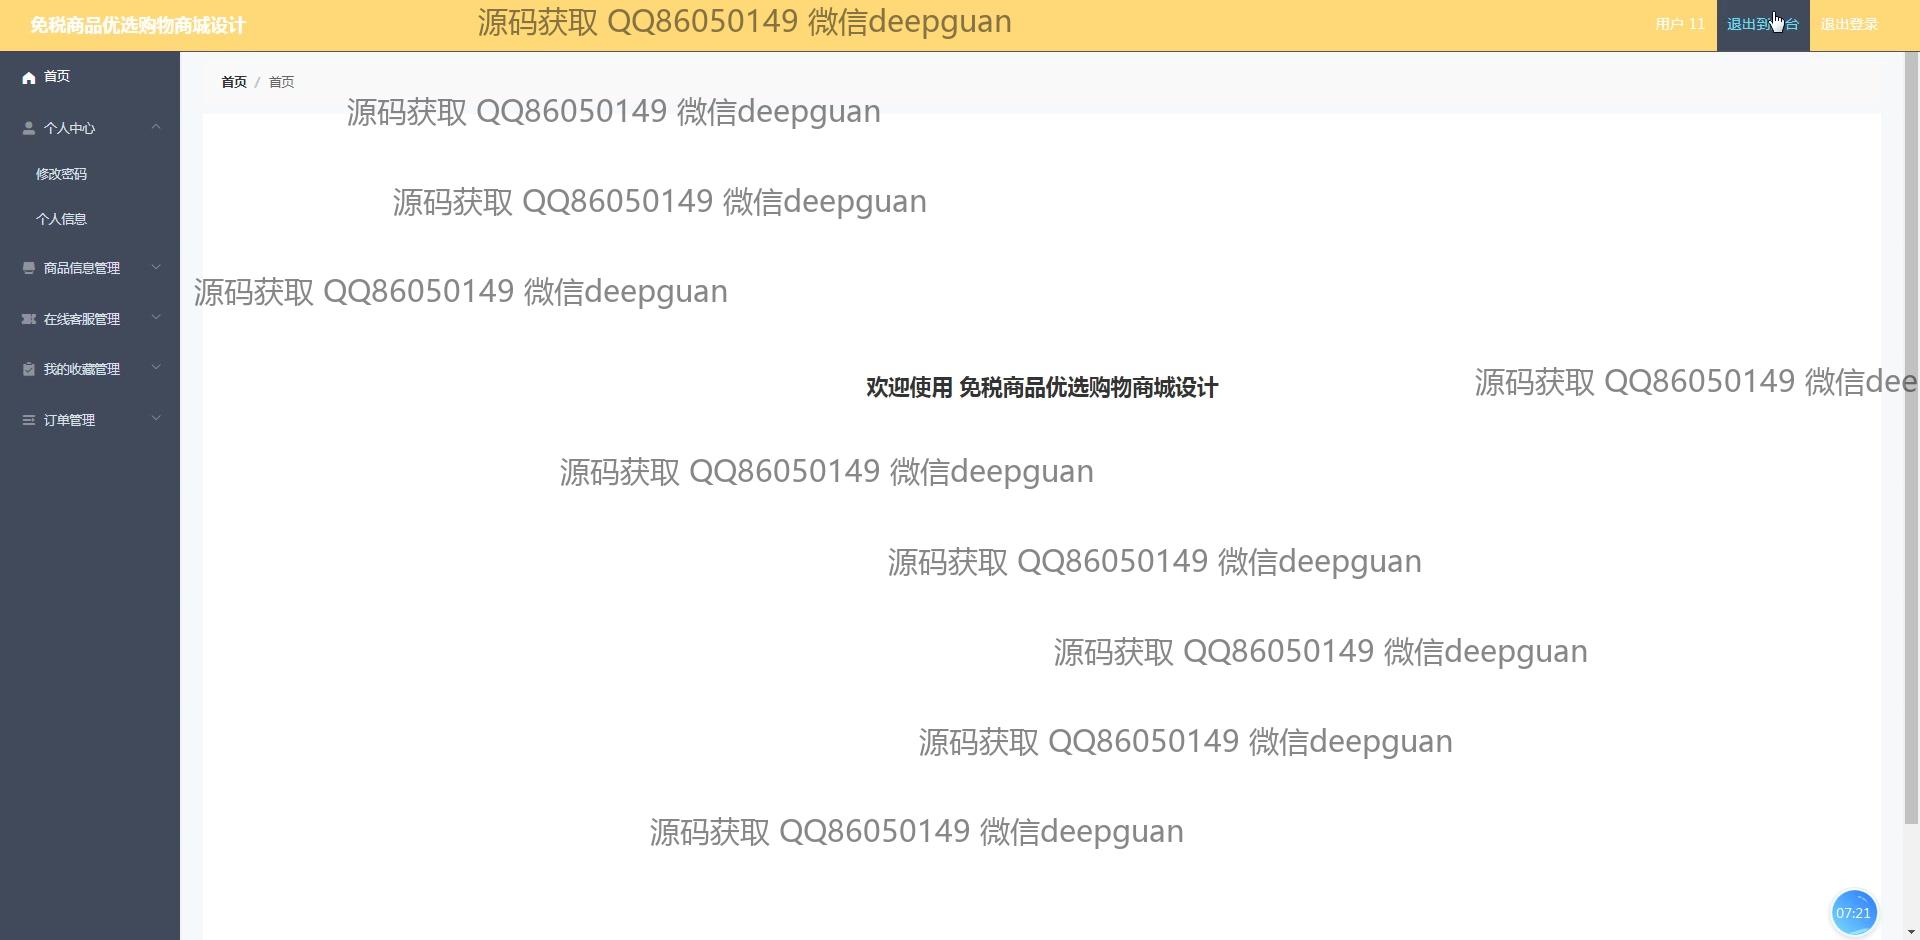 免税商品优选购物商城设计
源码获取 QQ86050149 微信deepguan
用户 11
退出到
台
退出登录
首页
首页 / 首页
源码获取 QQ86050149 微信deepguan
个人中心
修改密码
源码获取 QQ86050149 微信deepguan
个人信息
商品信息管理
源码获取 QQ86050149 微信deepguan
在线客服管理
我的收藏管理
欢迎使用 免税商品优选购物商城设计
源码获取 QQ86050149 微信dee
订单管理
源码获取 QQ86050149 微信deepguan
源码获取 QQ86050149 微信deepguan
源码获取 QQ86050149 微信deepguan
源码获取 QQ86050149 微信deepguan
源码获取 QQ86050149 微信deepguan
07:21